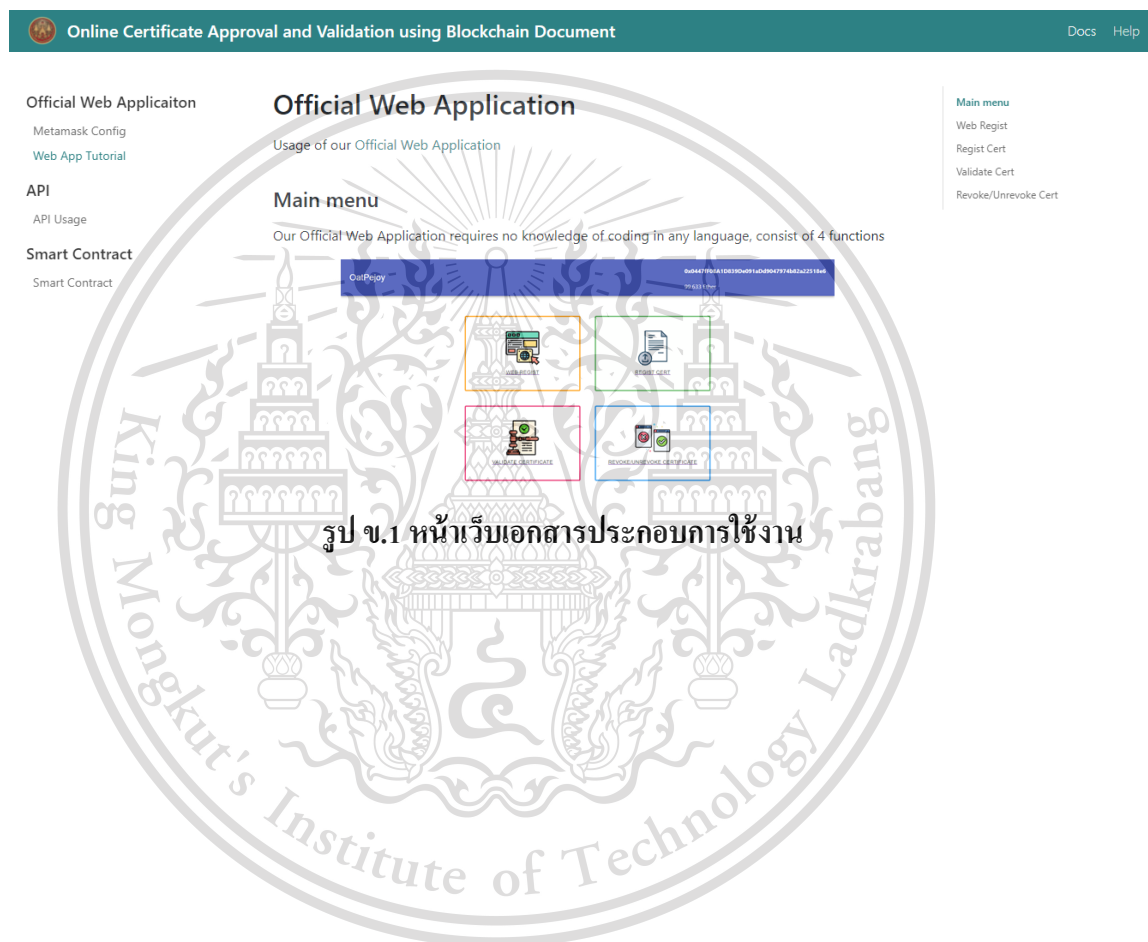 Online Certificate Approval and Validation using Blockchain Document
Docs Help
Official Web Applicaiton
Metamask Config
Web App Tutorial
API
API Usage
Smart Contract
Smart Contract
Official Web Application
Usage of our Official Web Application
Main menu
Our Official Web Application requires no knowledge of coding in any language, consist of 4 functions
OatPejoy
WEB REGIST
REGIST CERT
VALIDATE CERTIFICATE
REVOKE/UNREVOKE CERTIFICATE
Main menu
Web Regist
Regist Cert
Validate Cert
Revoke/Unrevoke Cert
รูป ข.1 หน้าเว็บเอกสารประกอบการใช้งาน
King Mongkut's Institute of Technology Ladkrabang